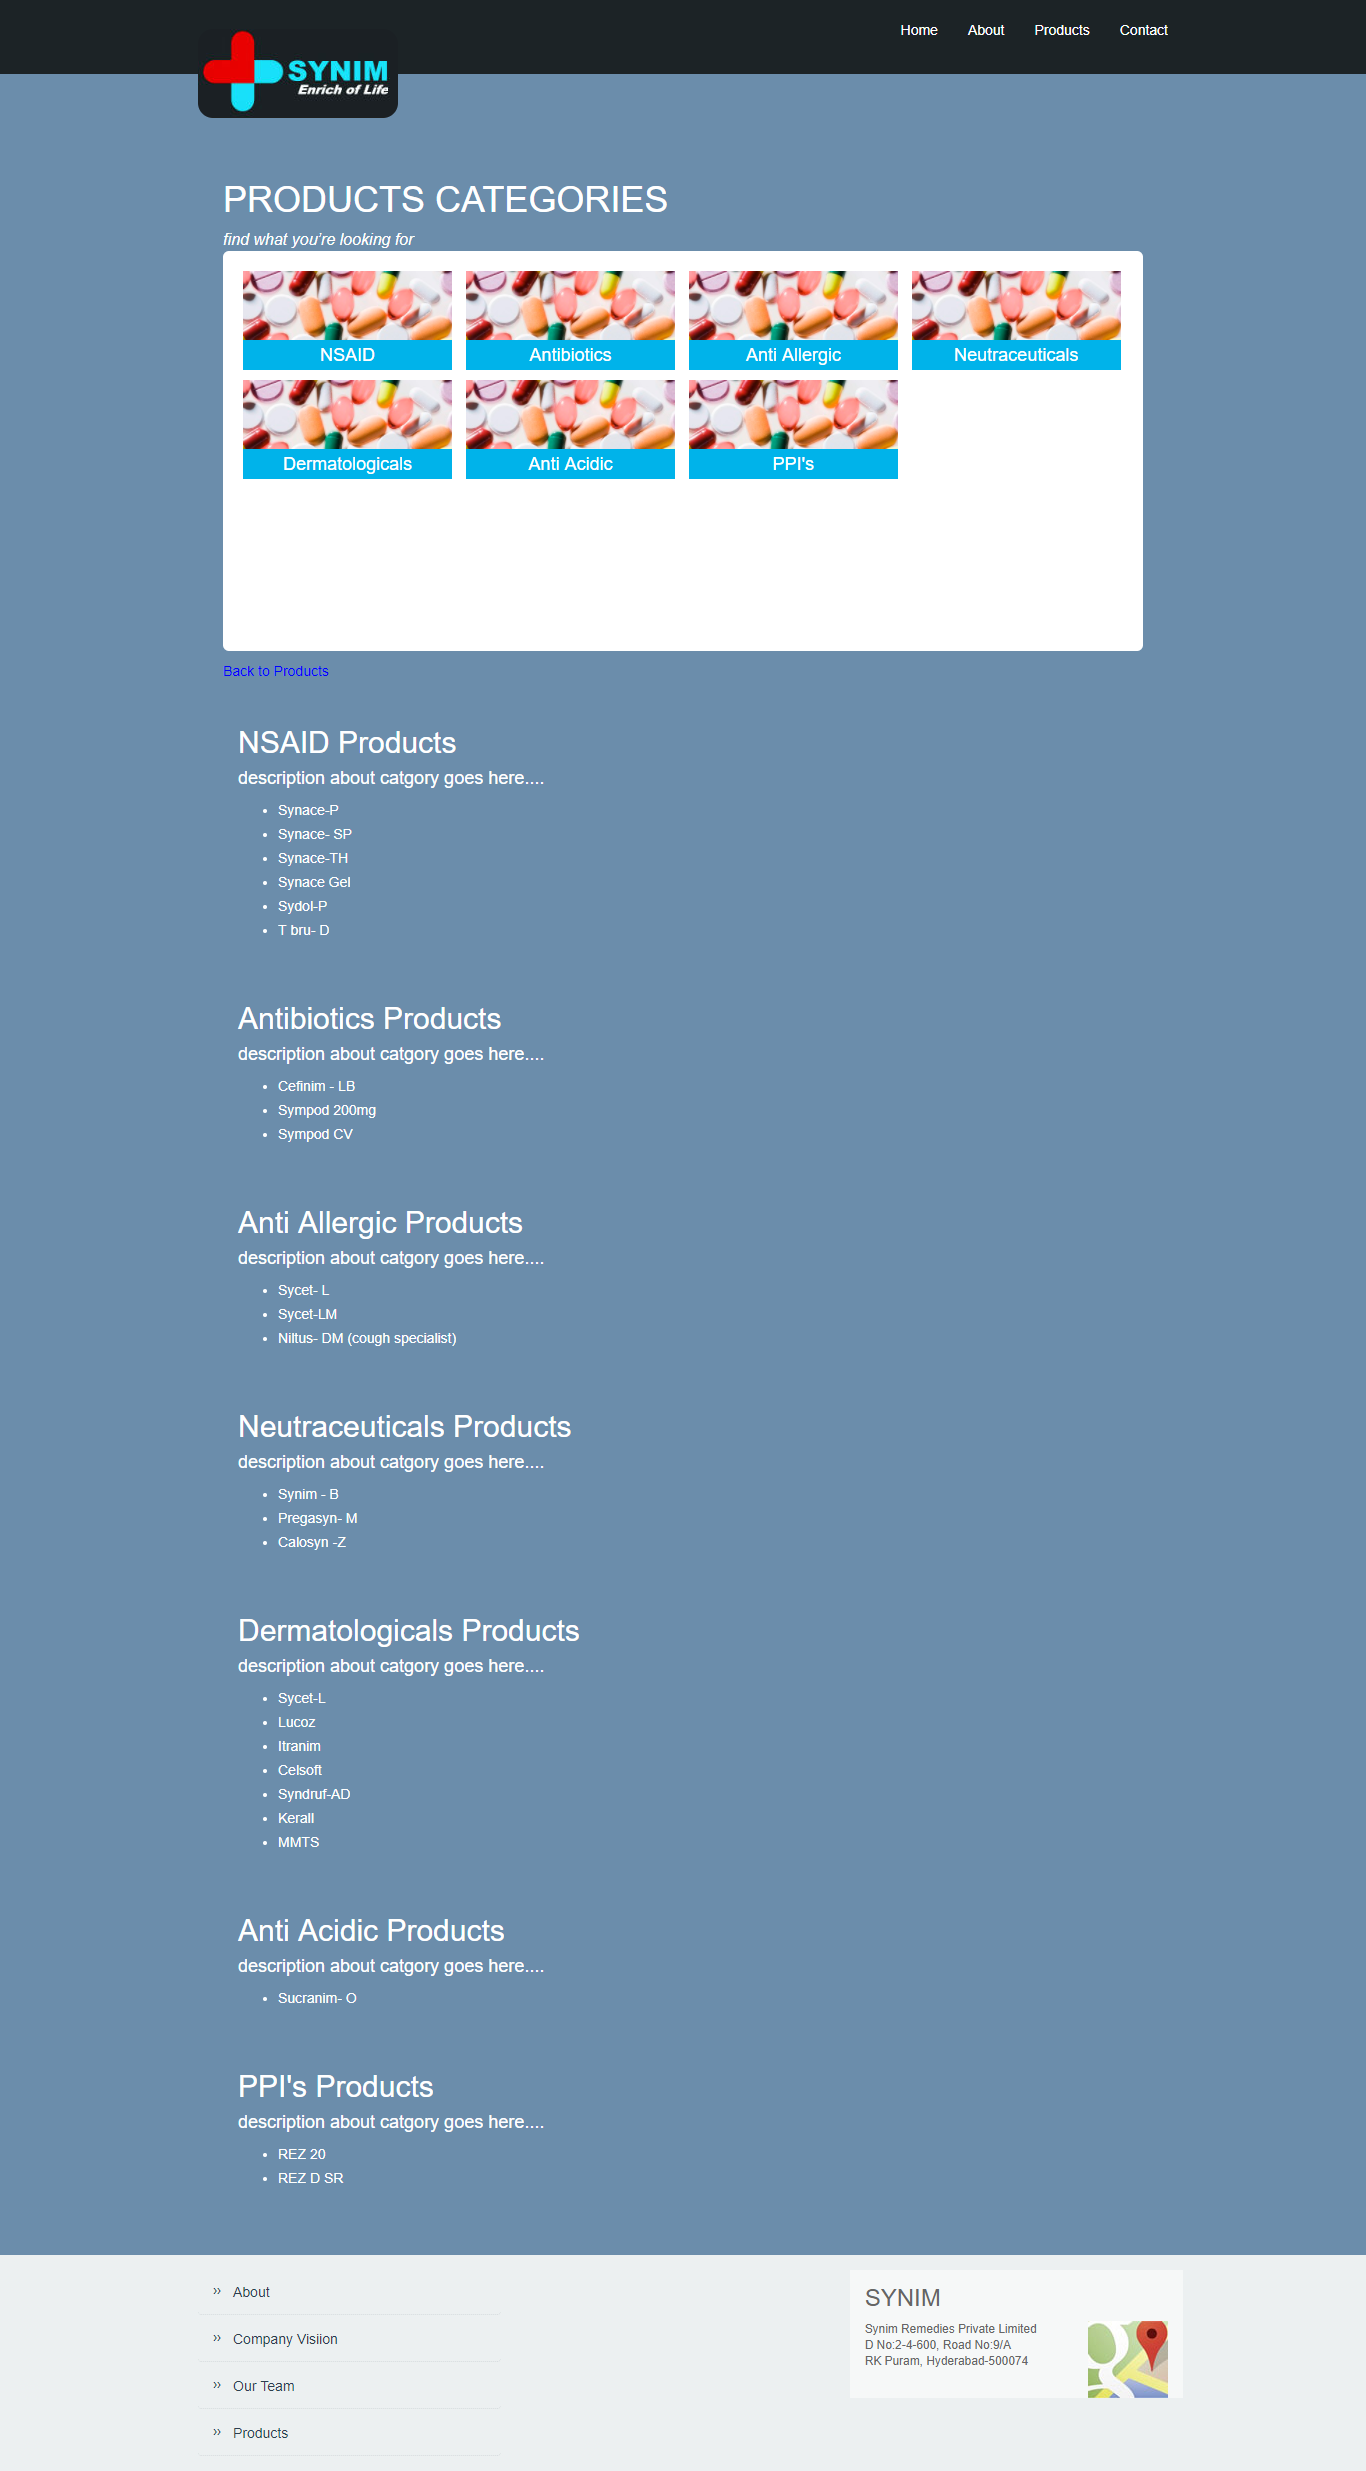 Home About Products Contact
SYNIM
Enrich of Life
PRODUCTS CATEGORIES
find what you're looking for
NSAID Antibiotics Anti Allergic Neutraceuticals
Dermatologicals Anti Acidic PPI's
Back to Products
NSAID Products
description about catgory goes here....
• Synace-P
• Synace- SP
• Synace-TH
• Synace Gel
• Sydol-P
• T bru- D
Antibiotics Products
description about catgory goes here....
• Cefinim - LB
• Sympod 200mg
• Sympod CV
Anti Allergic Products
description about catgory goes here....
• Sycet- L
• Sycet-LM
• Niltus- DM (cough specialist)
Neutraceuticals Products
description about catgory goes here....
• Synim - B
• Pregasyn- M
• Calosyn -Z
Dermatologicals Products
description about catgory goes here....
• Sycet-L
• Lucoz
• Itranim
• Celsoft
• Syndruf-AD
• Kerall
• MMTS
Anti Acidic Products
description about catgory goes here....
• Sucranim- O
PPI's Products
description about catgory goes here....
• REZ 20
• REZ D SR
›› About
›› Company Visiion
›› Our Team
›› Products
SYNIM
Synim Remedies Private Limited
D No:2-4-600, Road No:9/A
RK Puram, Hyderabad-500074